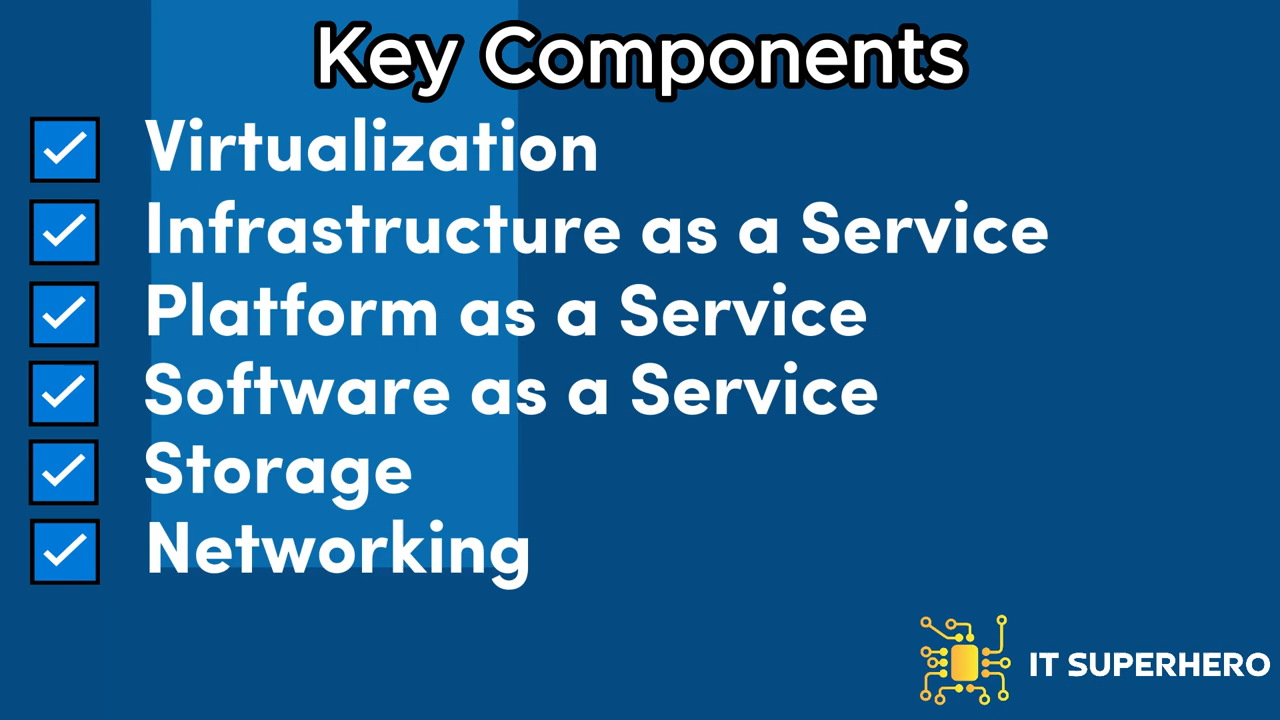 Key Components
Virtualization
Infrastructure as a Service
Platform as a Service
Software as a Service
Storage
Networking
IT SUPERHERO